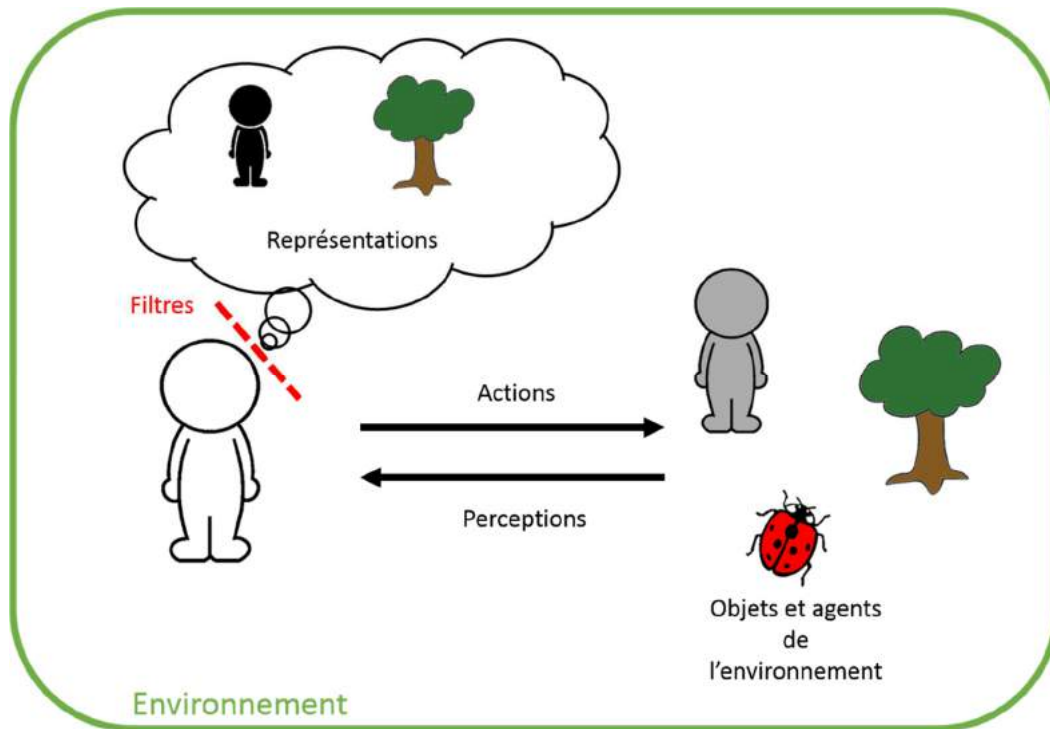 Représentations
Filtres
Actions
Perceptions
Objets et agents
de
l'environnement
Environnement